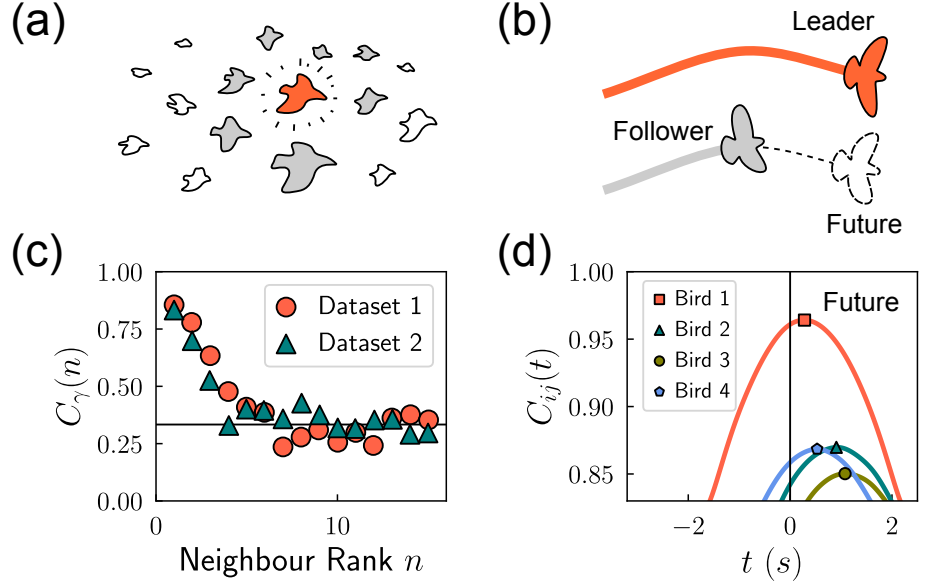 (a)
(b)
Leader
Follower
Future
(c)
C_γ(n)
1.00
0.75
0.50
0.25
0.00
0
10
Neighbour Rank n
Dataset 1
Dataset 2
(d)
C_ij(t)
1.00
0.95
0.90
0.85
−2
0
2
t (s)
Bird 1
Bird 2
Bird 3
Bird 4
Future